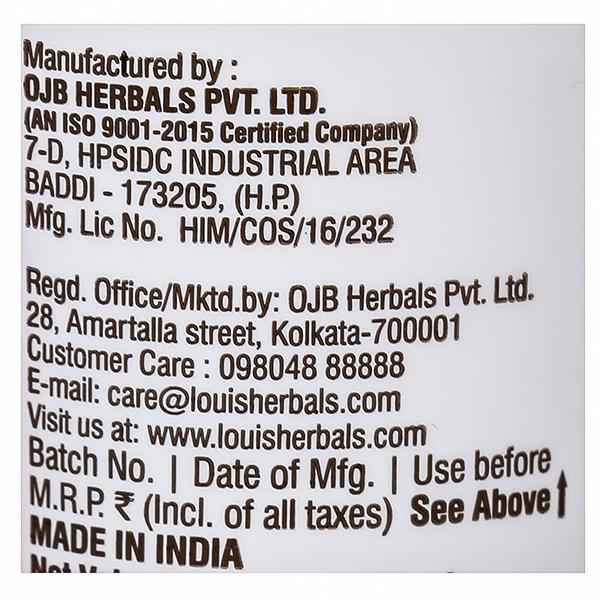 Manufactured by :
OJB HERBALS PVT. LTD.
(AN ISO 9001-2015 Certified Company)
7-D, HPSIDC INDUSTRIAL AREA
BADDI - 173205, (H.P.)
Mfg. Lic No. HIM/COS/16/232
Regd. Office/Mktd.by: OJB Herbals Pvt. Ltd.
28, Amartalla street, Kolkata-700001
Customer Care : 098048 88888
E-mail: care@louisherbals.com
Visit us at: www.louisherbals.com
Batch No. | Date of Mfg. | Use before
M.R.P. ₹ (Incl. of all taxes) See Above↑
MADE IN INDIA